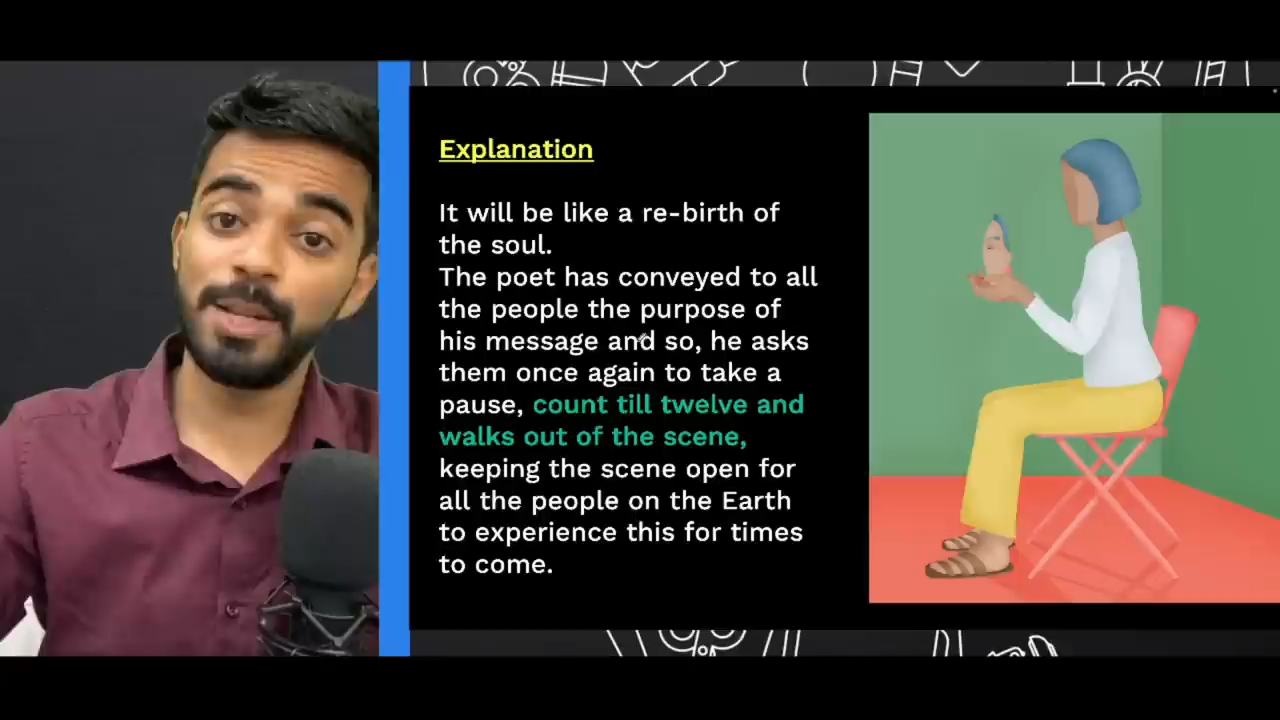 Explanation
It will be like a re-birth of
the soul.
The poet has conveyed to all
the people the purpose of
his message and so, he asks
them once again to take a
pause, count till twelve and
walks out of the scene,
keeping the scene open for
all the people on the Earth
to experience this for times
to come.